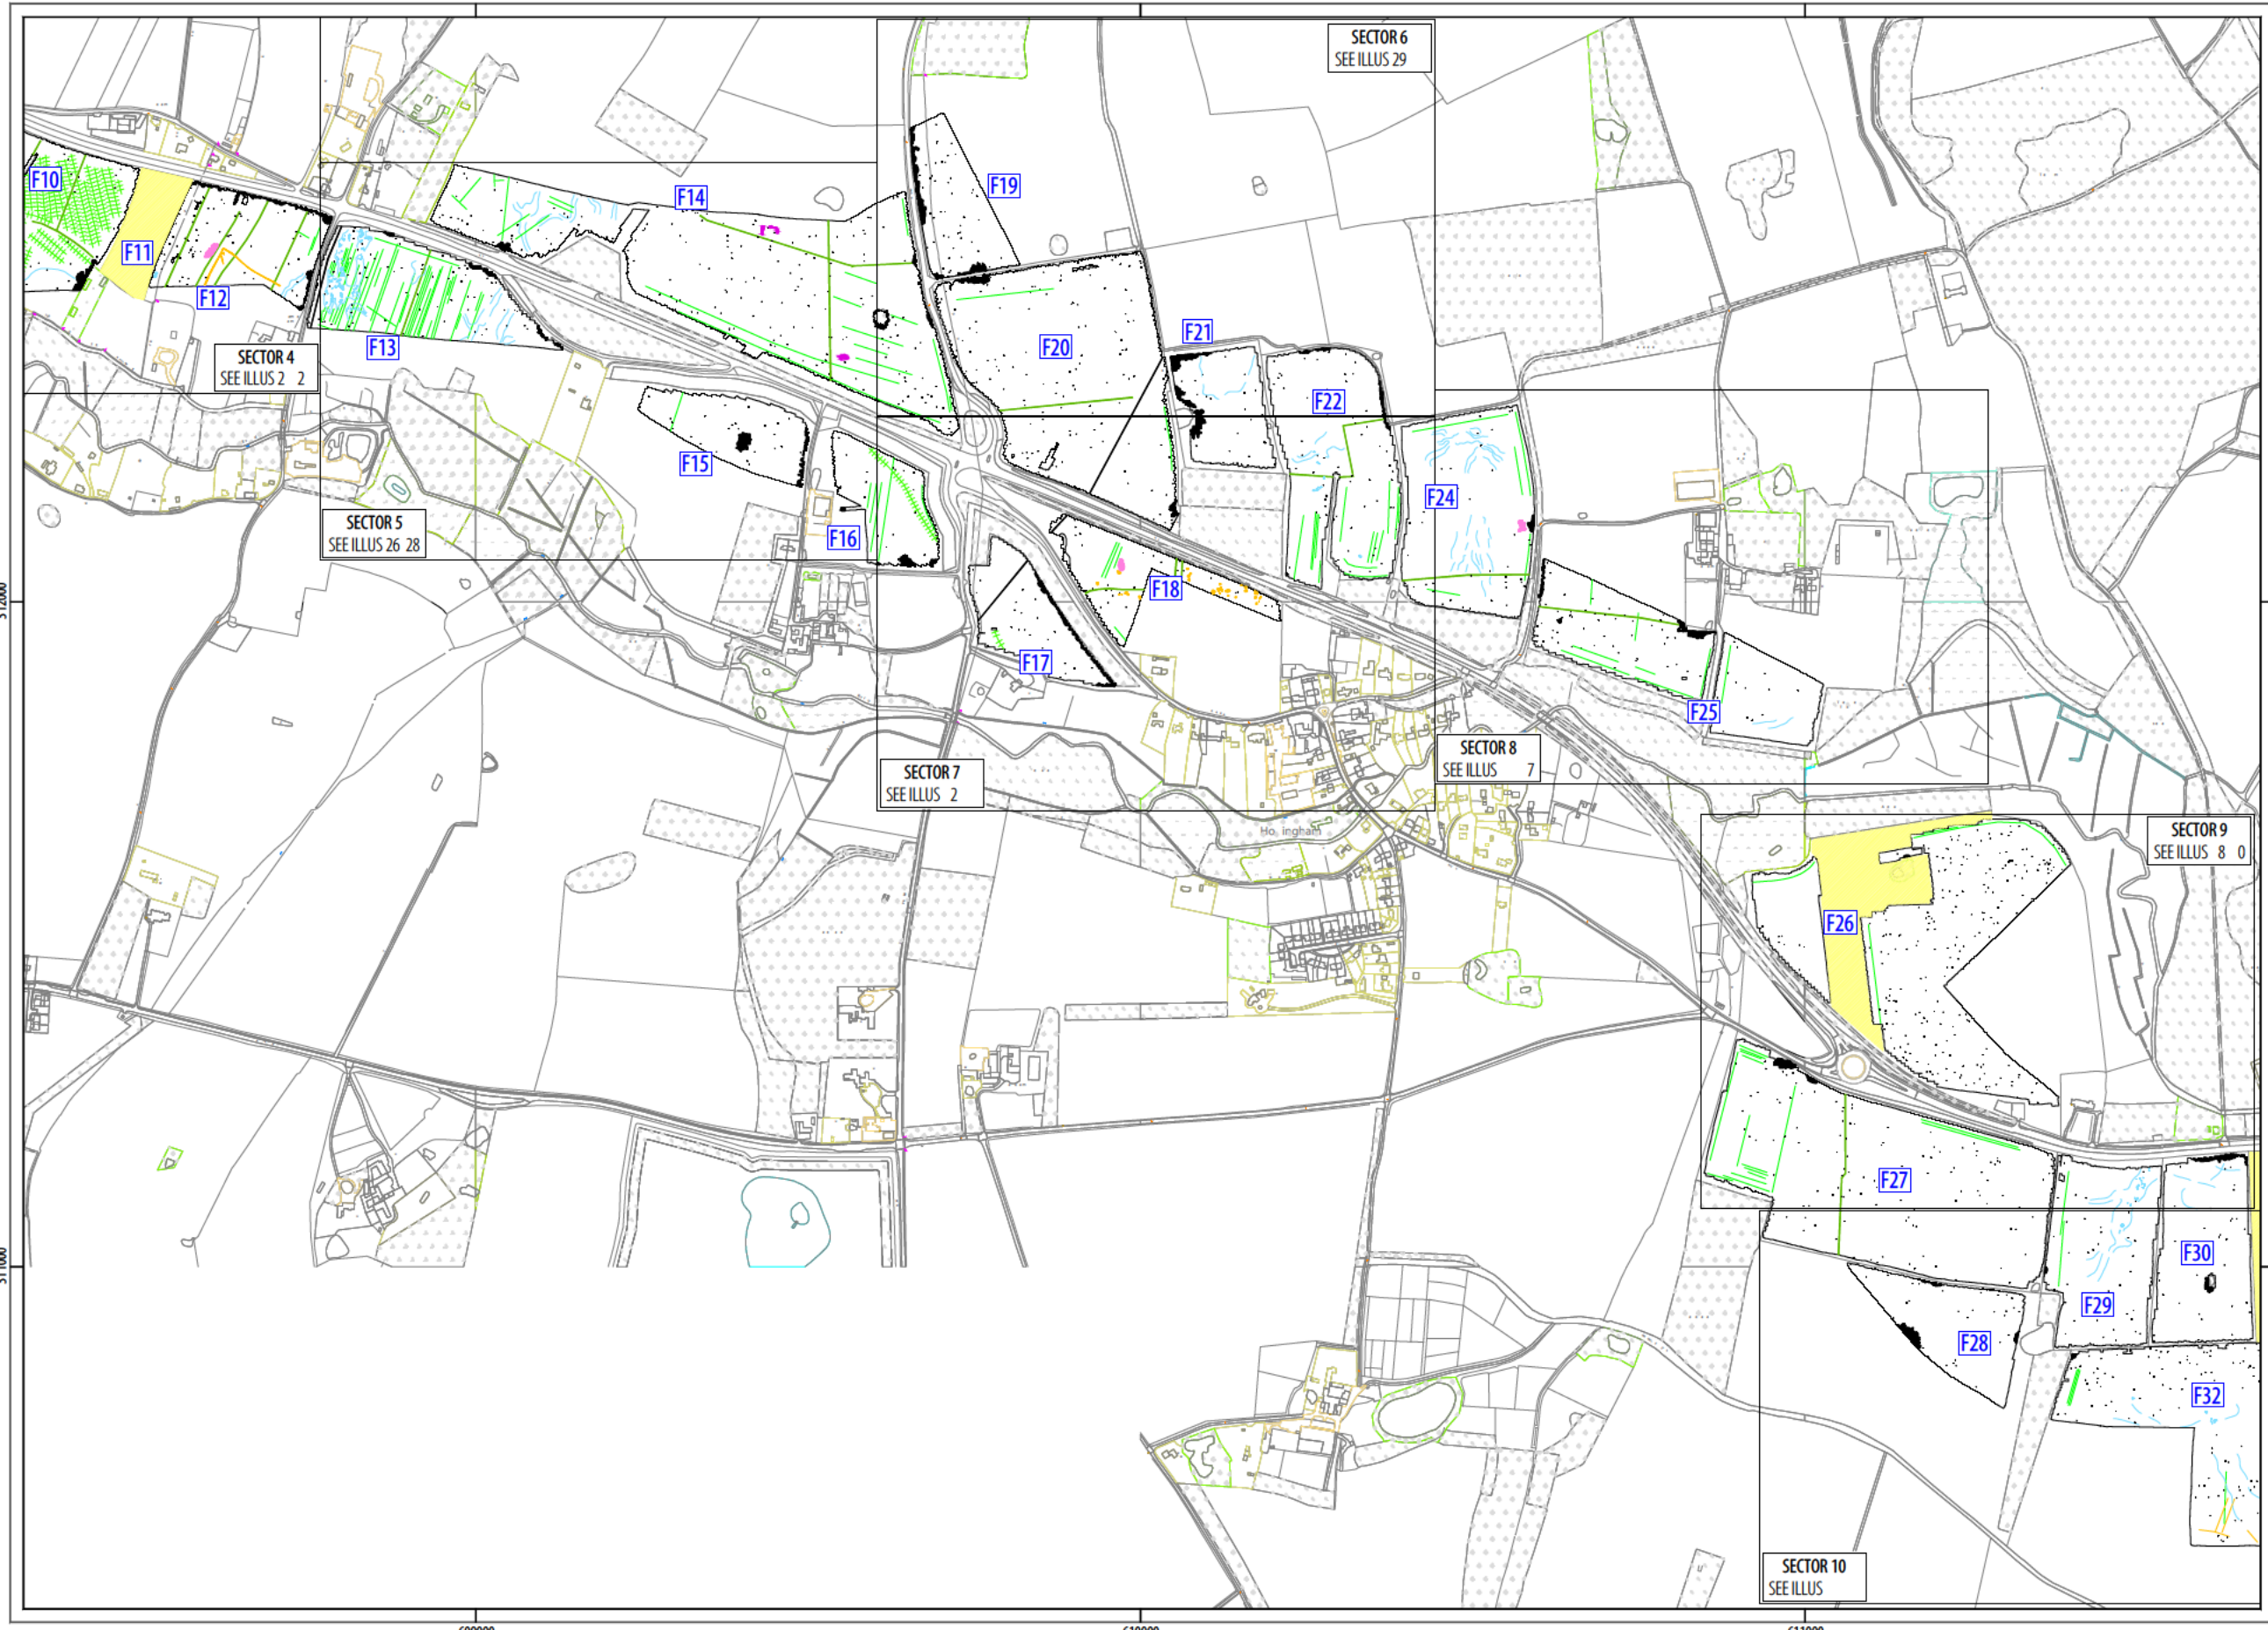 SECTOR 6
SEE ILLUS 29
F10
F14
F19
F11
F12
F13
SECTOR 4
SEE ILLUS 2 2
F20
F21
F22
F15
F24
SECTOR 5
SEE ILLUS 26 28
F16
F18
F17
F25
SECTOR 7
SEE ILLUS 2
SECTOR 8
SEE ILLUS 7
Ho ingham
SECTOR 9
SEE ILLUS 8 0
F26
F27
F30
F29
F28
F32
SECTOR 10
SEE ILLUS